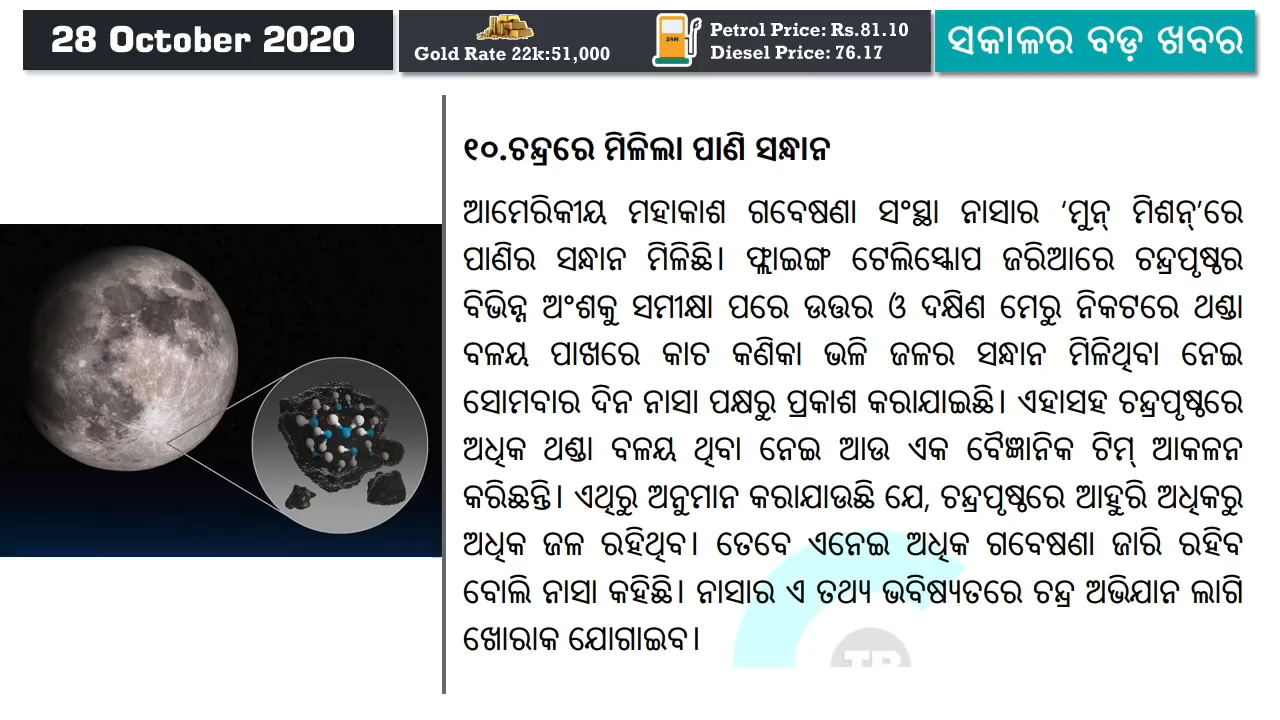 28 October 2020
Gold Rate 22k:51,000
24H
Petrol Price: Rs.81.10
Diesel Price: 76.17
ସକାଳର ବଡ଼ ଖବର
୧୦.ଚନ୍ଦ୍ରରେ ମିଳିଲା ପାଣି ସନ୍ଧାନ
ଆମେରିକୀୟ ମହାକାଶ ଗବେଷଣା ସଂସ୍ଥା ନାସାର ‘ମୁନ୍ ମିଶନ୍’ରେ
ପାଣିର ସନ୍ଧାନ ମିଳିଛି। ଫ୍ଲାଇଙ୍ଗ ଟେଲିସ୍କୋପ ଜରିଆରେ ଚନ୍ଦ୍ରପୃଷ୍ଠର
ବିଭିନ୍ନ ଅଂଶକୁ ସମୀକ୍ଷା ପରେ ଉତ୍ତର ଓ ଦକ୍ଷିଣ ମେରୁ ନିକଟରେ ଥଣ୍ଡା
ବଳୟ ପାଖରେ କାଚ କଣିକା ଭଳି ଜଳର ସନ୍ଧାନ ମିଳିଥିବା ନେଇ
ସୋମବାର ଦିନ ନାସା ପକ୍ଷରୁ ପ୍ରକାଶ କରାଯାଇଛି। ଏହାସହ ଚନ୍ଦ୍ରପୃଷ୍ଠରେ
ଅଧିକ ଥଣ୍ଡା ବଳୟ ଥିବା ନେଇ ଆଉ ଏକ ବୈଜ୍ଞାନିକ ଟିମ୍ ଆକଳନ
କରିଛନ୍ତି। ଏଥିରୁ ଅନୁମାନ କରାଯାଉଛି ଯେ, ଚନ୍ଦ୍ରପୃଷ୍ଠରେ ଆହୁରି ଅଧିକରୁ
ଅଧିକ ଜଳ ରହିଥିବ। ତେବେ ଏନେଇ ଅଧିକ ଗବେଷଣା ଜାରି ରହିବ
ବୋଲି ନାସା କହିଛି। ନାସାର ଏ ତଥ୍ୟ ଭବିଷ୍ୟତରେ ଚନ୍ଦ୍ର ଅଭିଯାନ ଲାଗି
ଖୋରାକ ଯୋଗାଇବ।